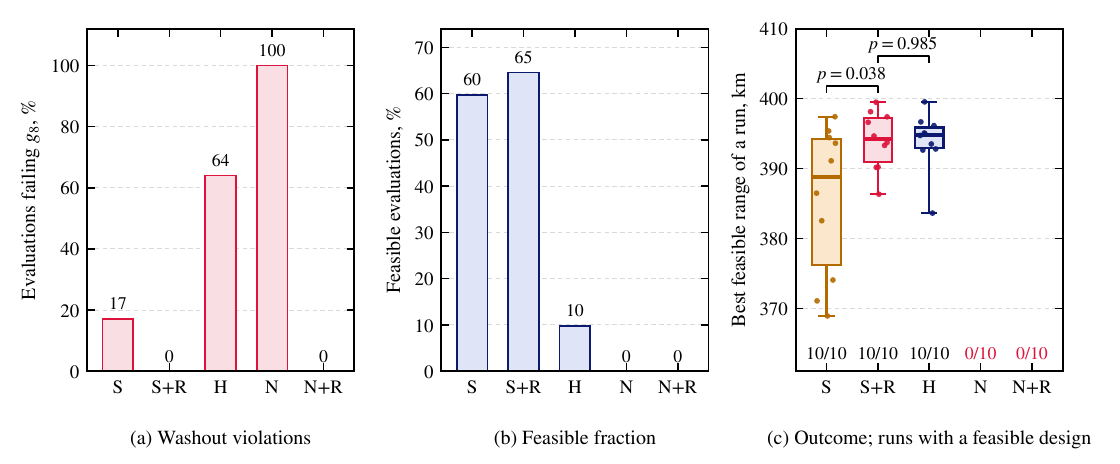 Evaluations failing g8, %
100
80
60
40
20
0
17
0
64
100
0
S
S+R
H
N
N+R
(a) Washout violations
Feasible evaluations, %
70
60
50
40
30
20
10
0
60
65
10
0
0
S
S+R
H
N
N+R
(b) Feasible fraction
Best feasible range of a run, km
410
400
390
380
370
p = 0.985
p = 0.038
10/10
10/10
10/10
0/10
0/10
S
S+R
H
N
N+R
(c) Outcome; runs with a feasible design